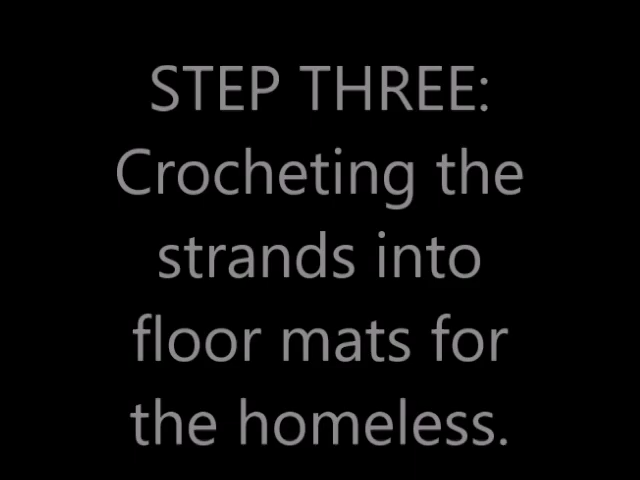 STEP THREE:
Crocheting the
strands into
floor mats for
the homeless.